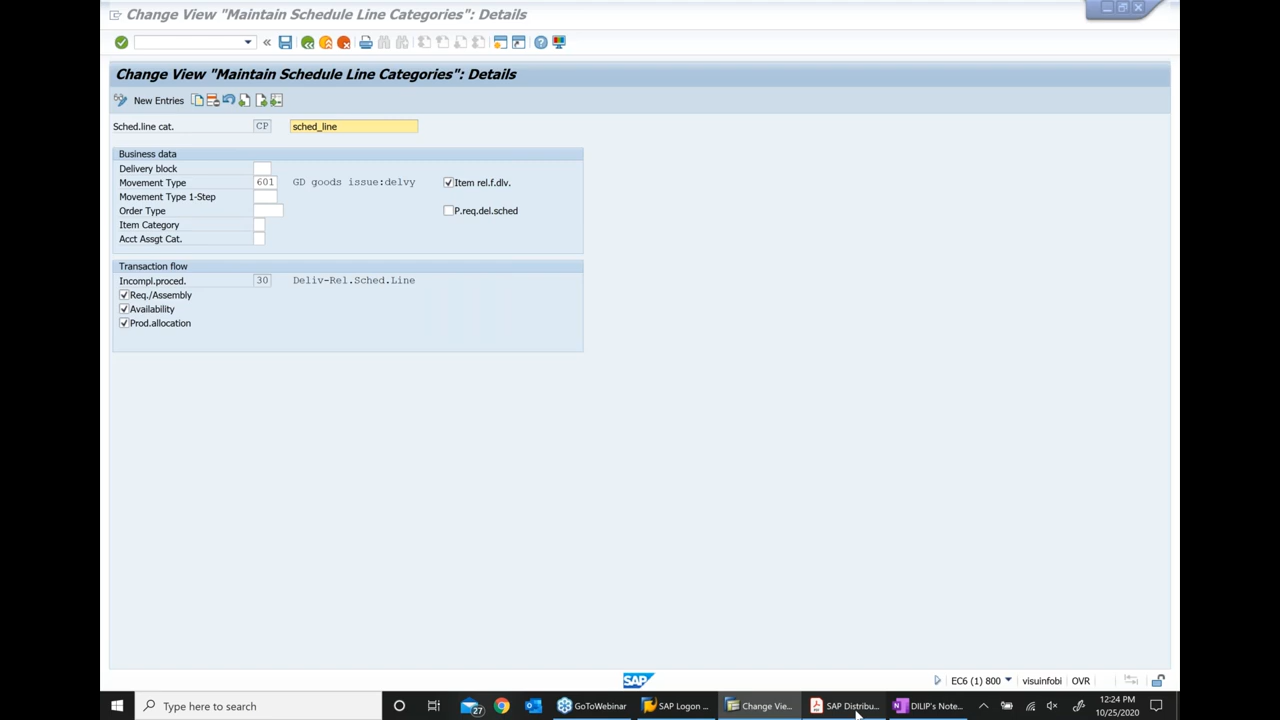 Change View "Maintain Schedule Line Categories": Details
Change View "Maintain Schedule Line Categories": Details
New Entries
Sched.line cat. CP sched_line
Business data
Delivery block
Movement Type 601 GD goods issue:delvy Item rel.f.dlv.
Movement Type 1-Step
Order Type P.req.del.sched
Item Category
Acct Assgt Cat.
Transaction flow
Incompl.proced. 30 Deliv-Rel.Sched.Line
Req./Assembly
Availability
Prod.allocation
SAP EC6 (1) 800 visuinfobi OVR
Type here to search 27 GoToWebinar SAP Logon ... Change Vie... SAP Distribu... DILIP's Note... 12:24 PM
10/25/2020